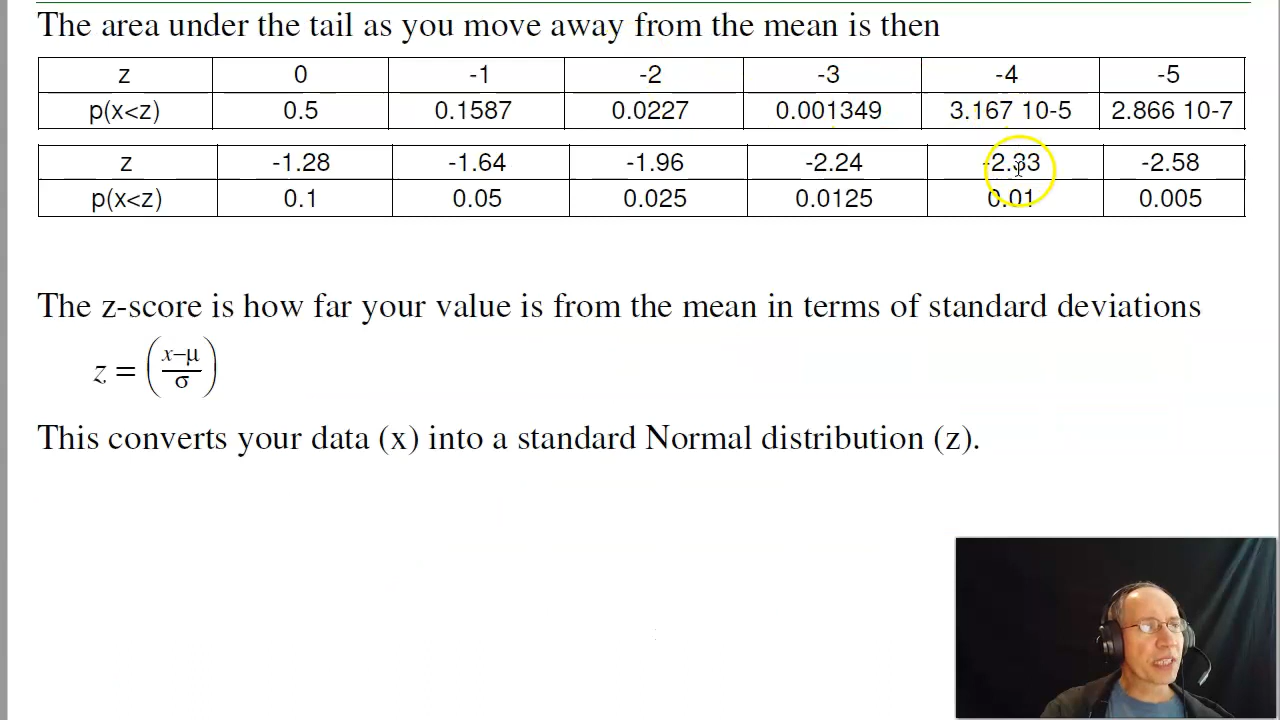 The area under the tail as you move away from the mean is then
z 0 -1 -2 -3 -4 -5
p(x<z) 0.5 0.1587 0.0227 0.001349 3.167 10-5 2.866 10-7
z -1.28 -1.64 -1.96 -2.24 -2.33 -2.58
p(x<z) 0.1 0.05 0.025 0.0125 0.01 0.005
The z-score is how far your value is from the mean in terms of standard deviations
z = (x−μ / σ)
This converts your data (x) into a standard Normal distribution (z).